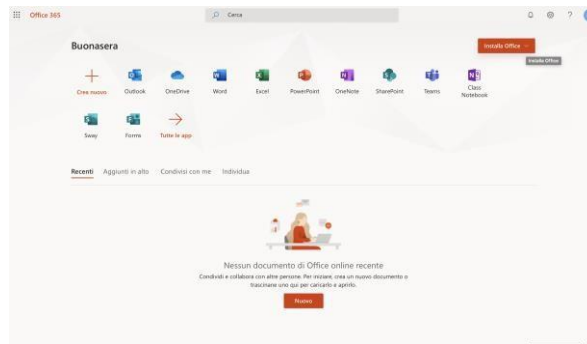 Office 365
Cerca
?
Buonasera
Installa Office
Installa Office
Crea nuovo
Outlook
OneDrive
Word
Excel
PowerPoint
OneNote
SharePoint
Teams
Class
Notebook
Sway
Forms
Tutte le app
Recenti Aggiunti in alto Condivisi con me Individua
Nessun documento di Office online recente
Condividi e collabora con altre persone. Per iniziare, crea un nuovo documento o
trascinane uno qui per caricarlo e aprirlo.
Nuovo